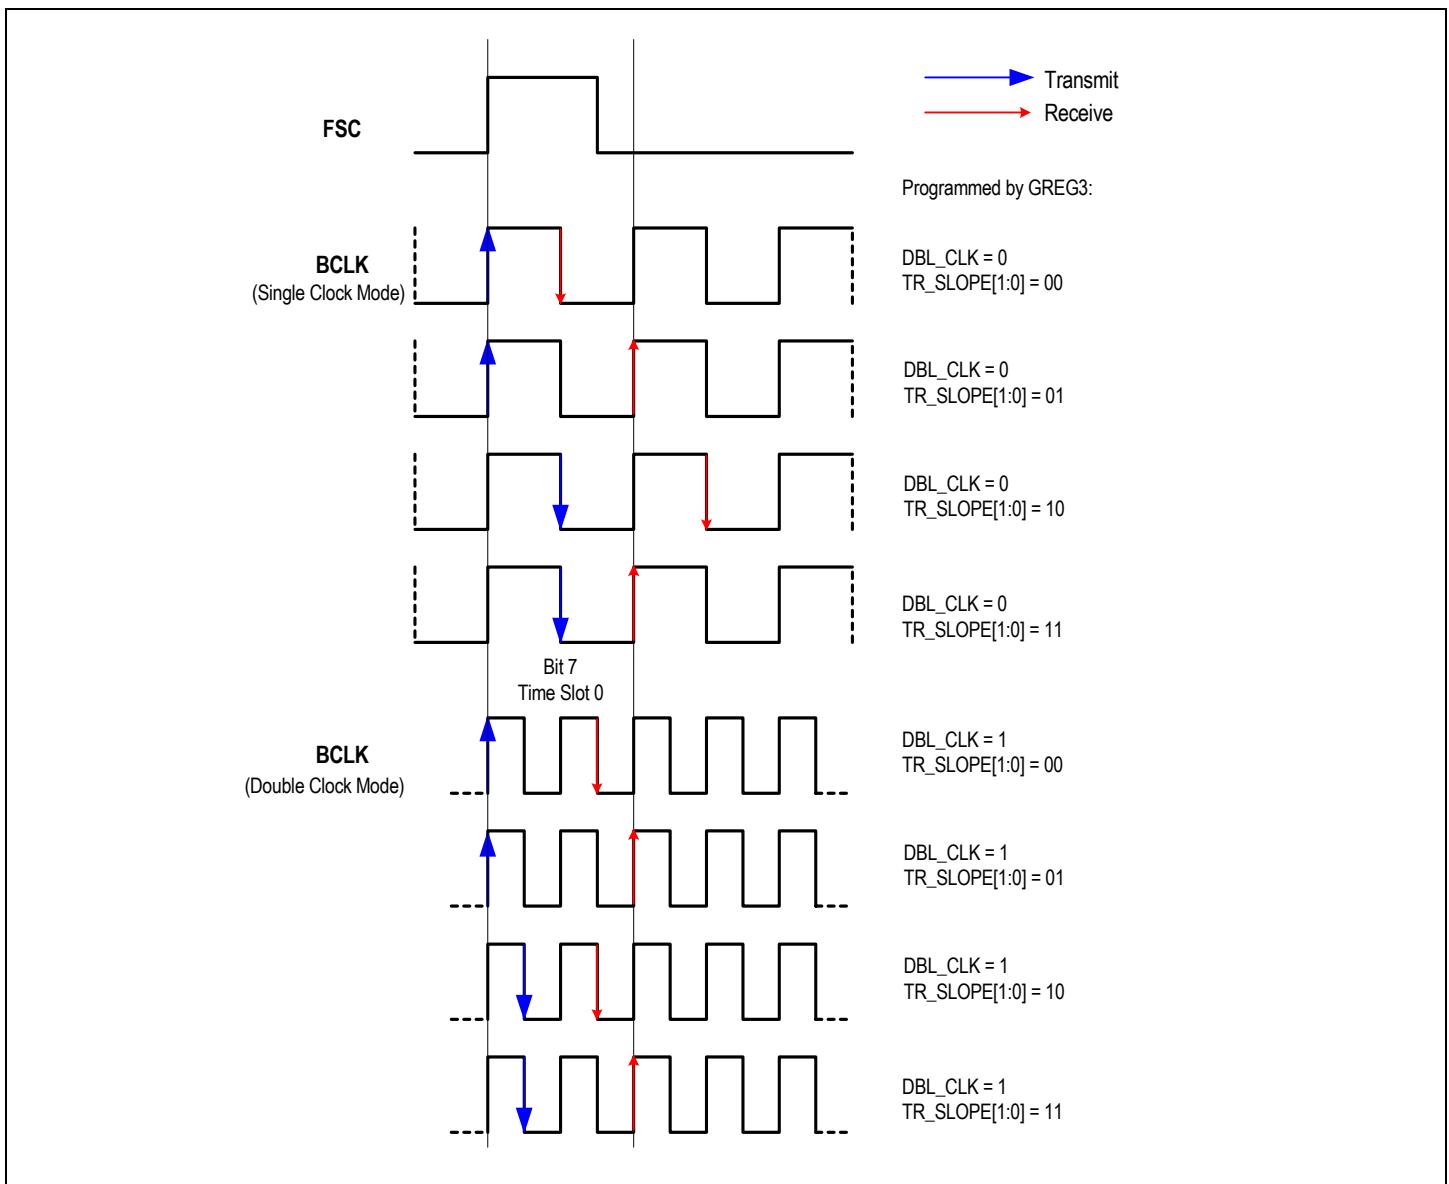 Transmit
Receive
FSC
Programmed by GREG3:
BCLK
(Single Clock Mode)
DBL_CLK = 0
TR_SLOPE[1:0] = 00
DBL_CLK = 0
TR_SLOPE[1:0] = 01
DBL_CLK = 0
TR_SLOPE[1:0] = 10
DBL_CLK = 0
TR_SLOPE[1:0] = 11
Bit 7
Time Slot 0
BCLK
(Double Clock Mode)
DBL_CLK = 1
TR_SLOPE[1:0] = 00
DBL_CLK = 1
TR_SLOPE[1:0] = 01
DBL_CLK = 1
TR_SLOPE[1:0] = 10
DBL_CLK = 1
TR_SLOPE[1:0] = 11